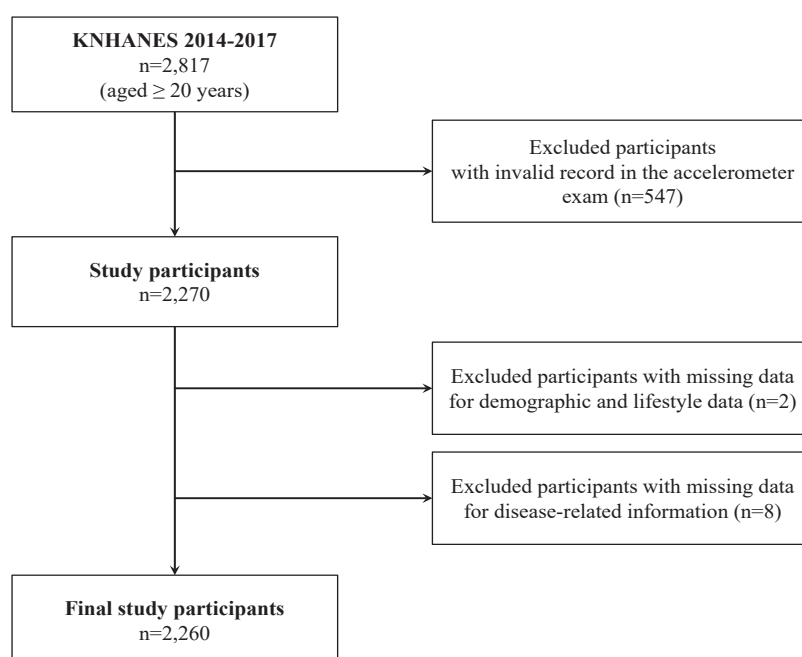 KNHANES 2014-2017
n=2,817
(aged ≥ 20 years)
Excluded participants
with invalid record in the accelerometer
exam (n=547)
Study participants
n=2,270
Excluded participants with missing data
for demographic and lifestyle data (n=2)
Excluded participants with missing data
for disease-related information (n=8)
Final study participants
n=2,260